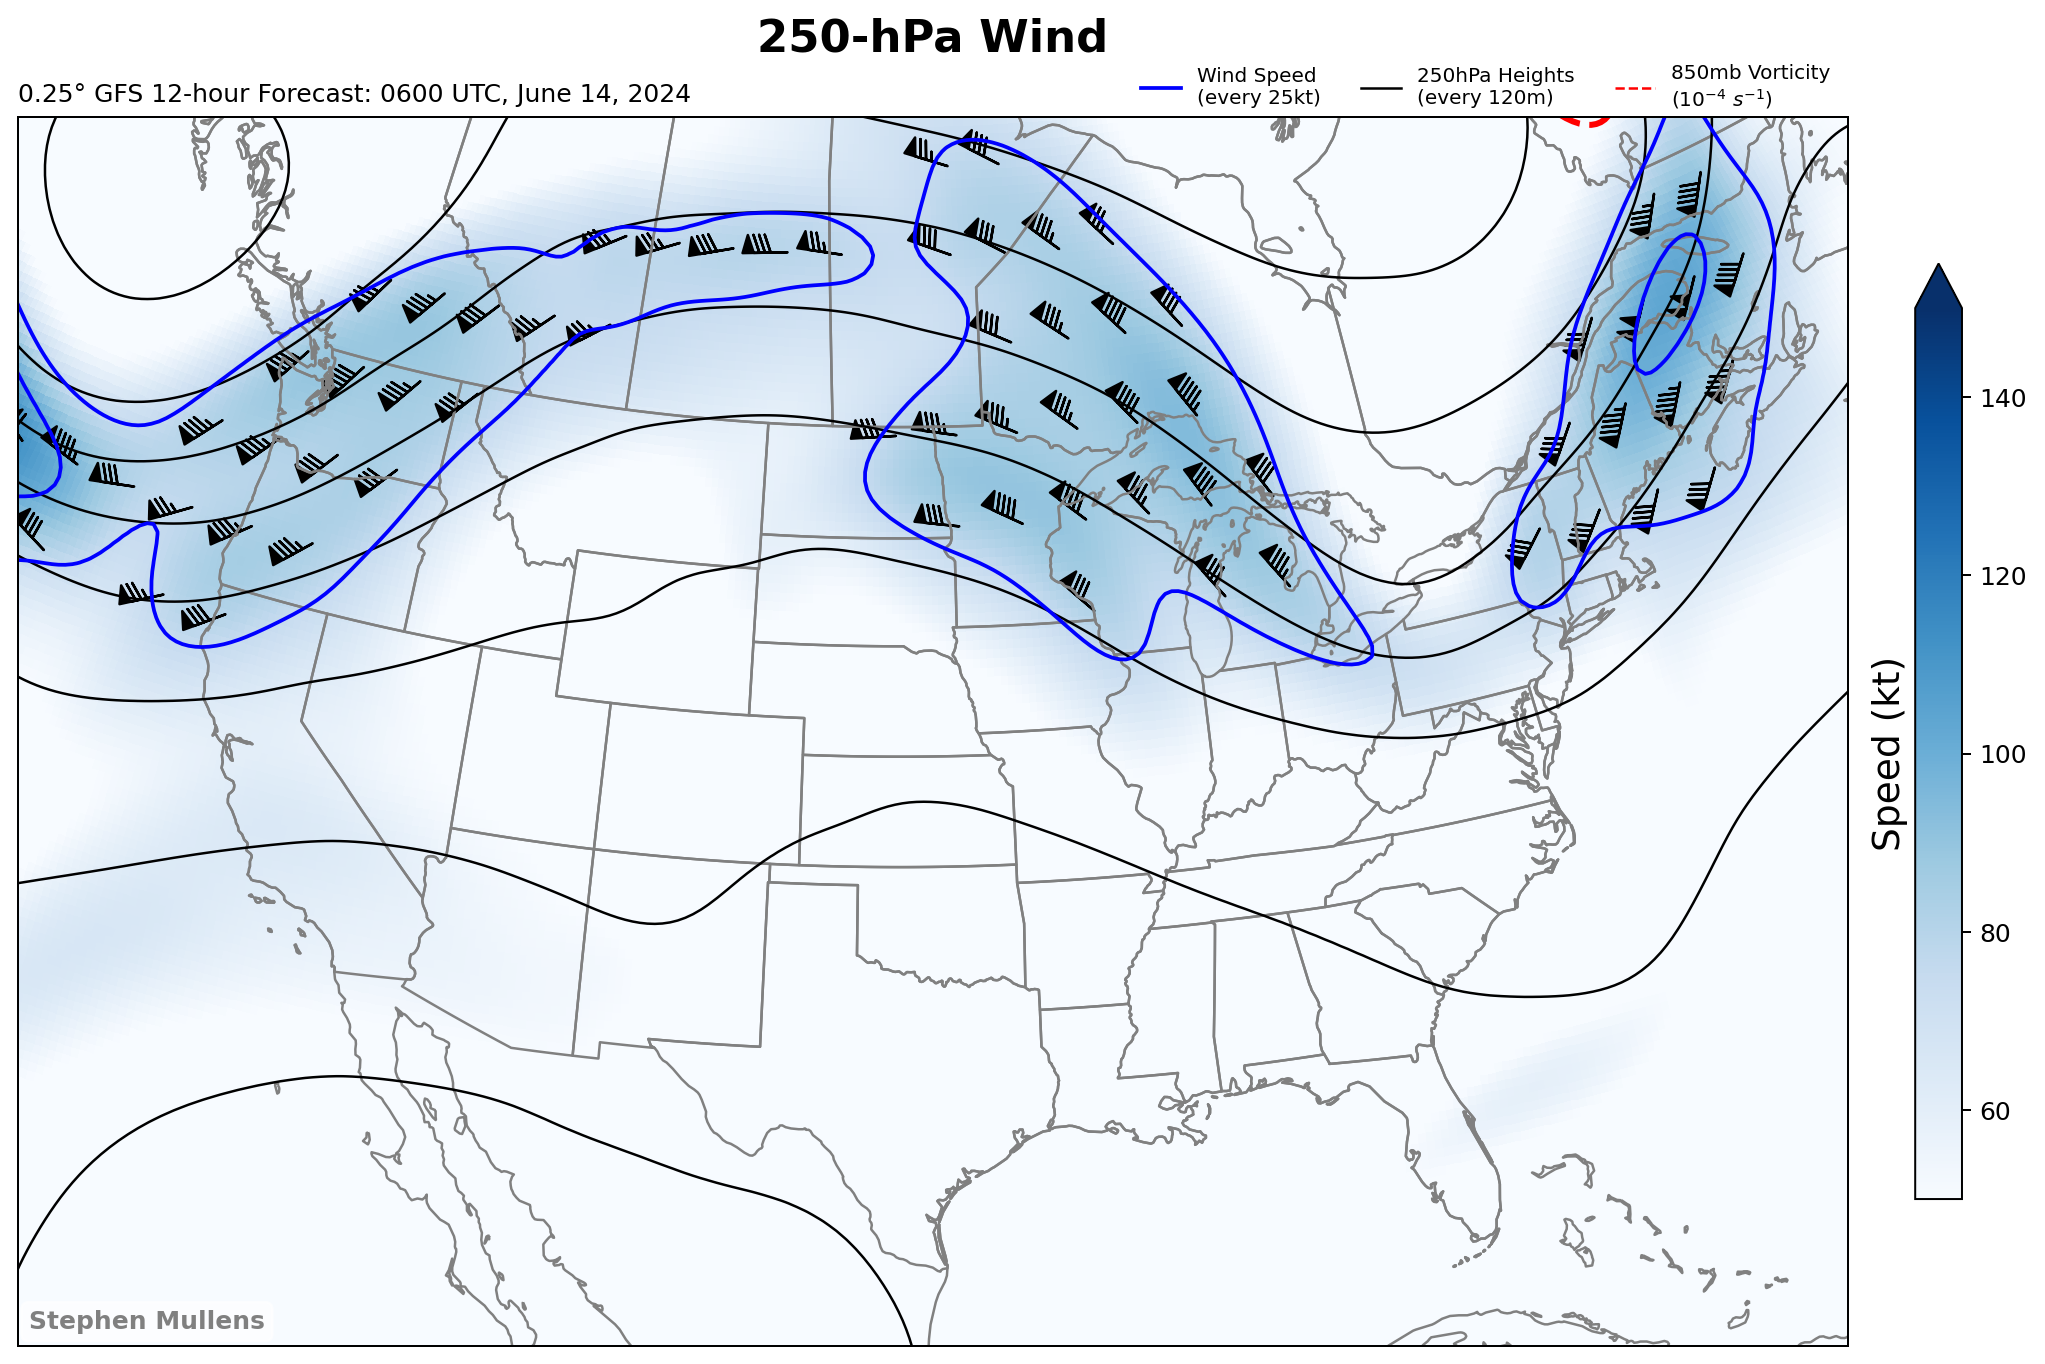 250-hPa Wind
0.25° GFS 12-hour Forecast: 0600 UTC, June 14, 2024
Wind Speed
(every 25kt)
250hPa Heights
(every 120m)
850mb Vorticity
(10⁻⁴ s⁻¹)
140
120
100
80
60
Speed (kt)
Stephen Mullens